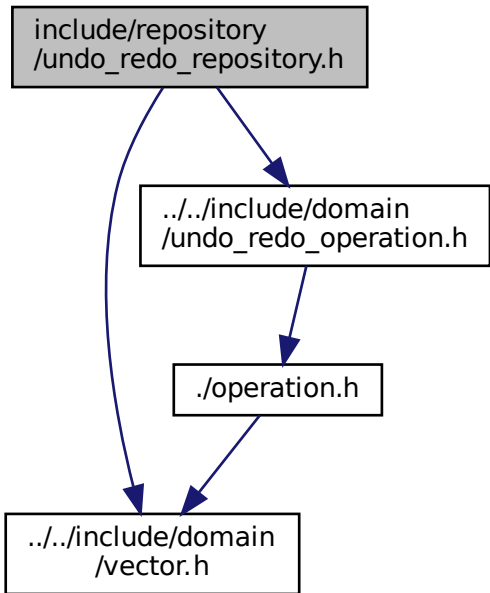 include/repository
/undo_redo_repository.h
../../include/domain
/undo_redo_operation.h
./operation.h
../../include/domain
/vector.h